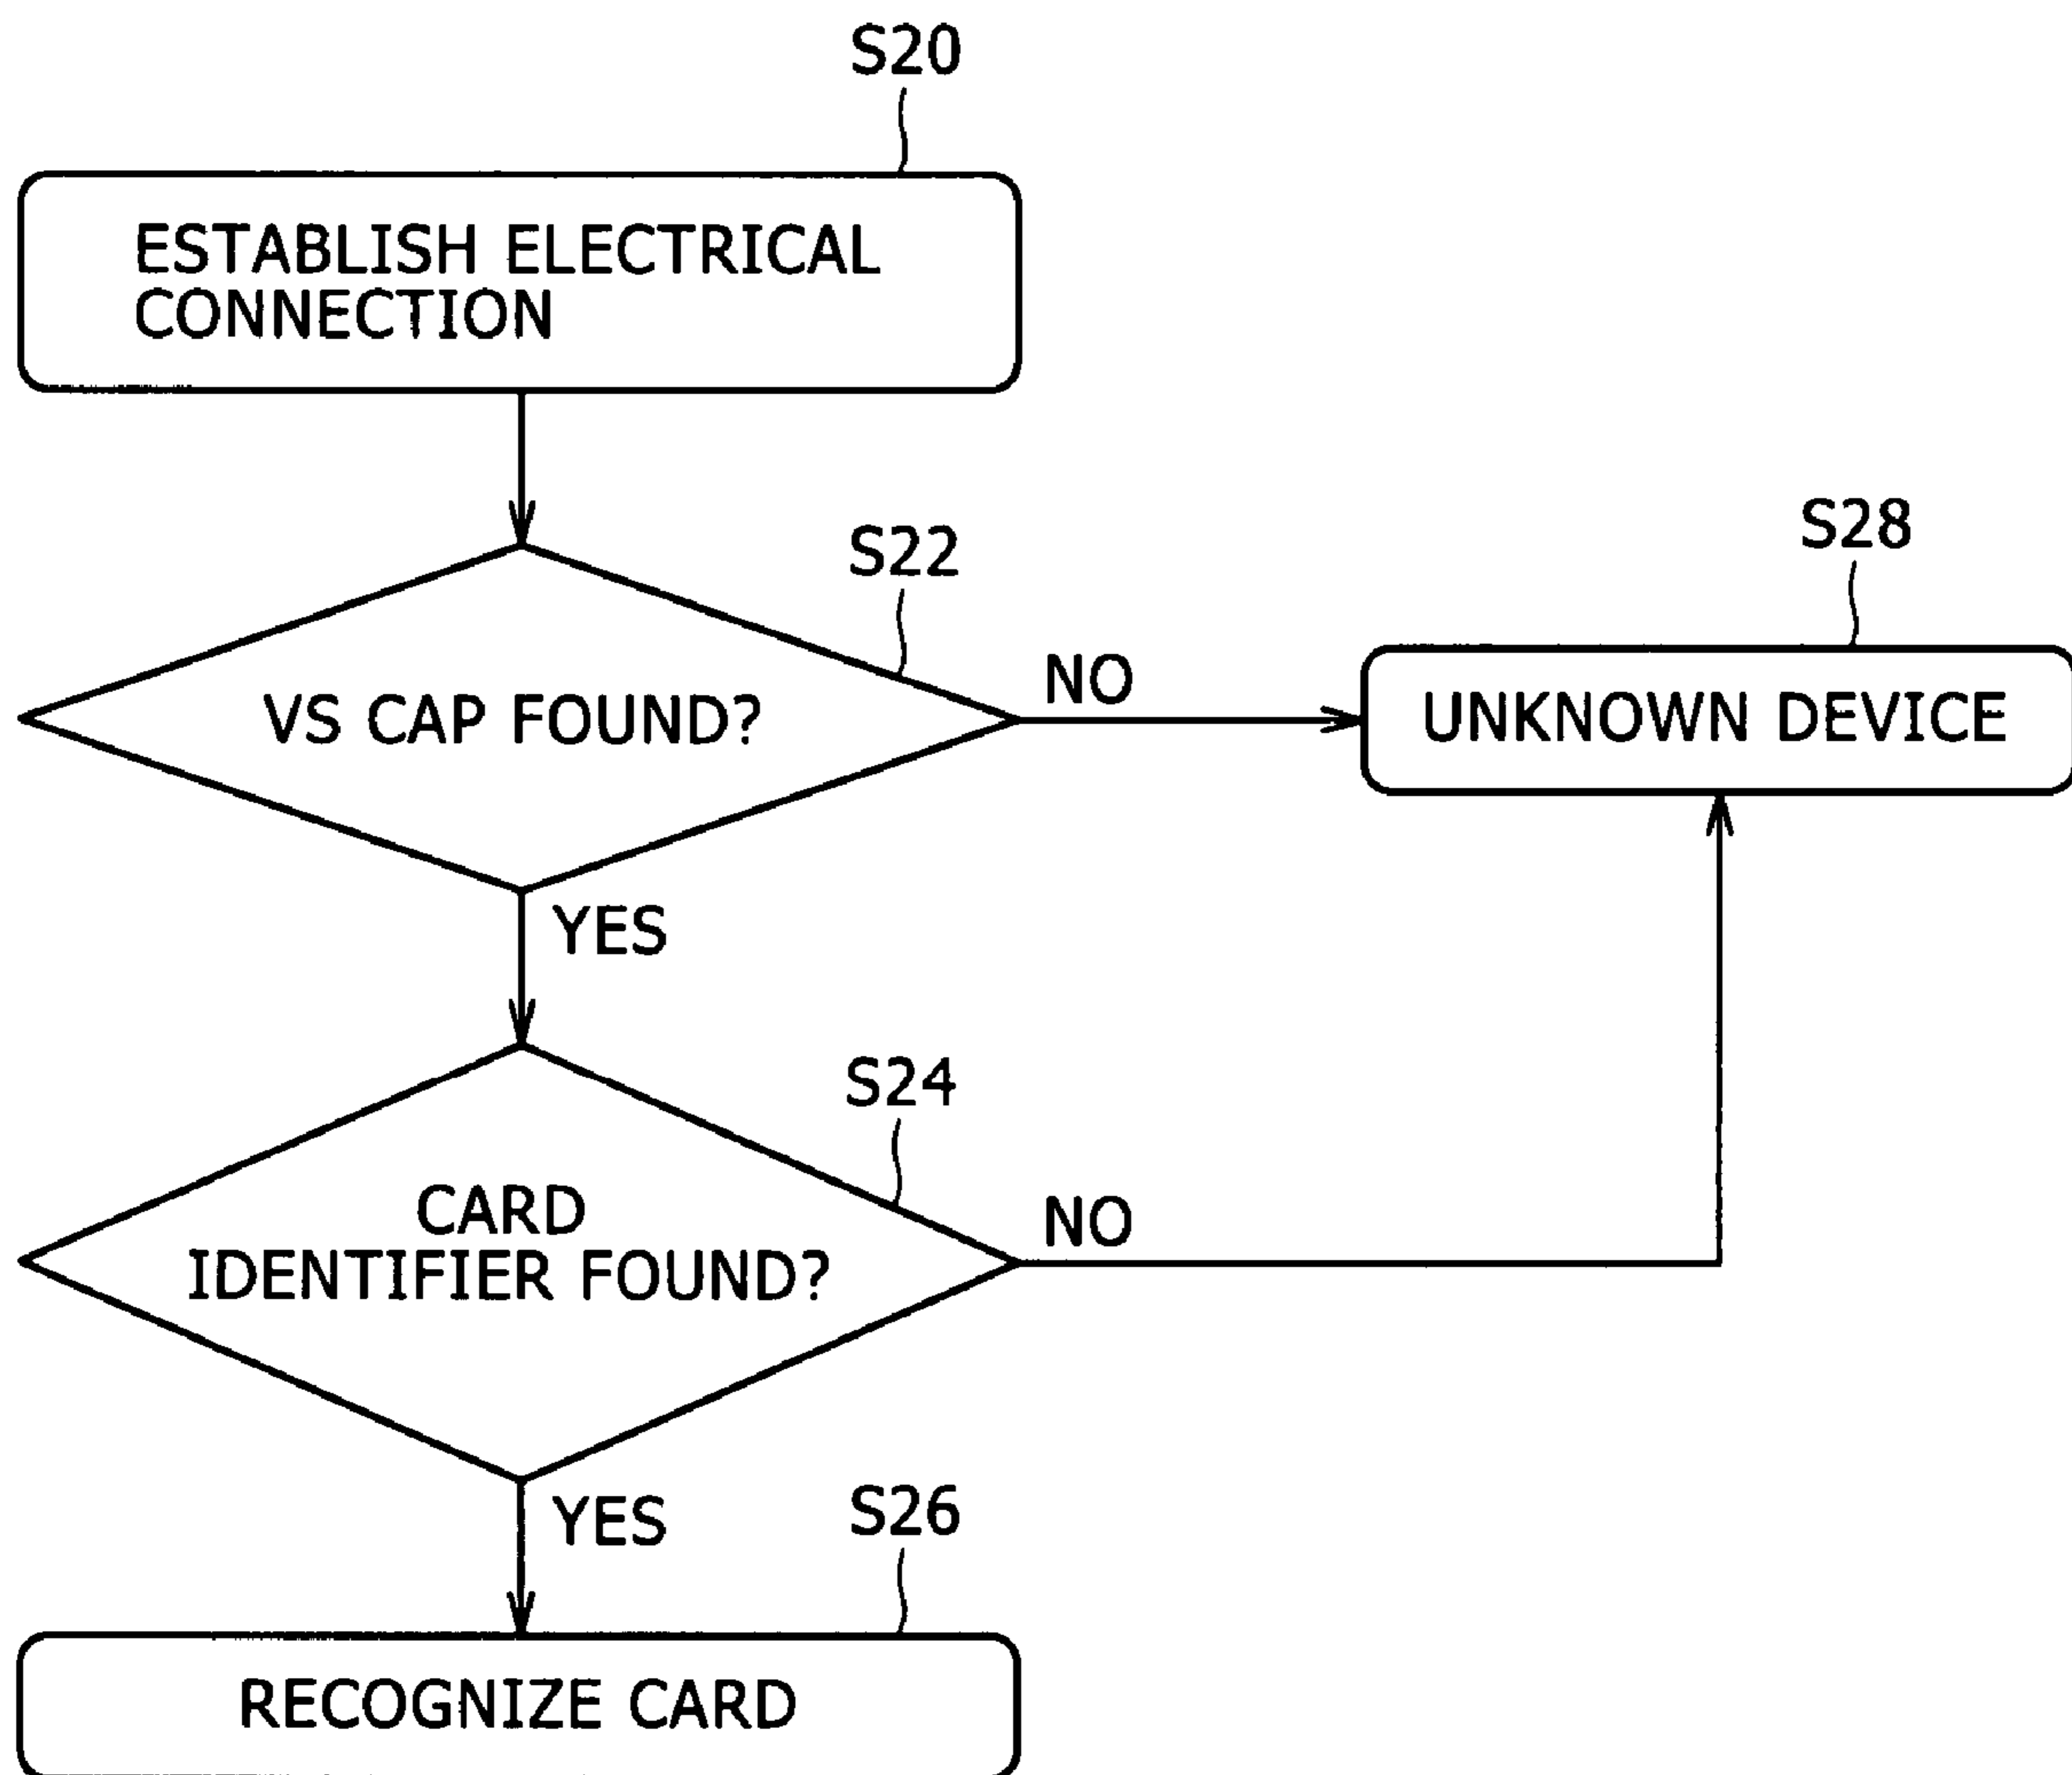 S20
ESTABLISH ELECTRICAL
CONNECTION
S22
S28
VS CAP FOUND?
NO
UNKNOWN DEVICE
YES
S24
CARD
IDENTIFIER FOUND?
NO
YES
S26
RECOGNIZE CARD